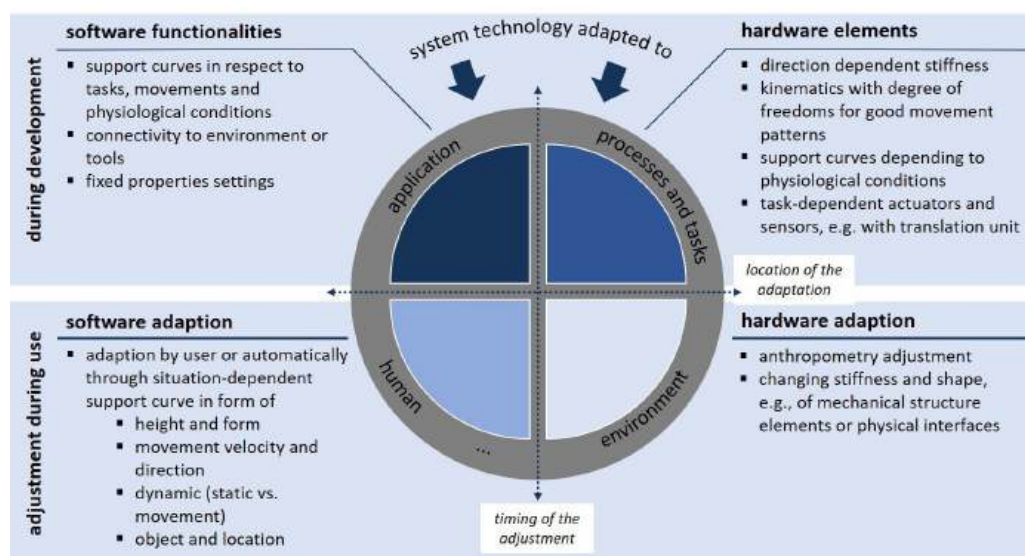 software functionalities
▪ support curves in respect to
tasks, movements and
physiological conditions
▪ connectivity to environment or
tools
▪ fixed properties settings
during development
system technology adapted to
hardware elements
▪ direction dependent stiffness
▪ kinematics with degree of
freedoms for good movement
patterns
▪ support curves depending to
physiological conditions
▪ task-dependent actuators and
sensors, e.g. with translation unit
application
processes and tasks
human
...
environment
location of the
adaptation
timing of the
adjustment
adjustment during use
software adaption
▪ adaption by user or automatically
through situation-dependent
support curve in form of
▪ height and form
▪ movement velocity and
direction
▪ dynamic (static vs.
movement)
▪ object and location
hardware adaption
▪ anthropometry adjustment
▪ changing stiffness and shape,
e.g., of mechanical structure
elements or physical interfaces